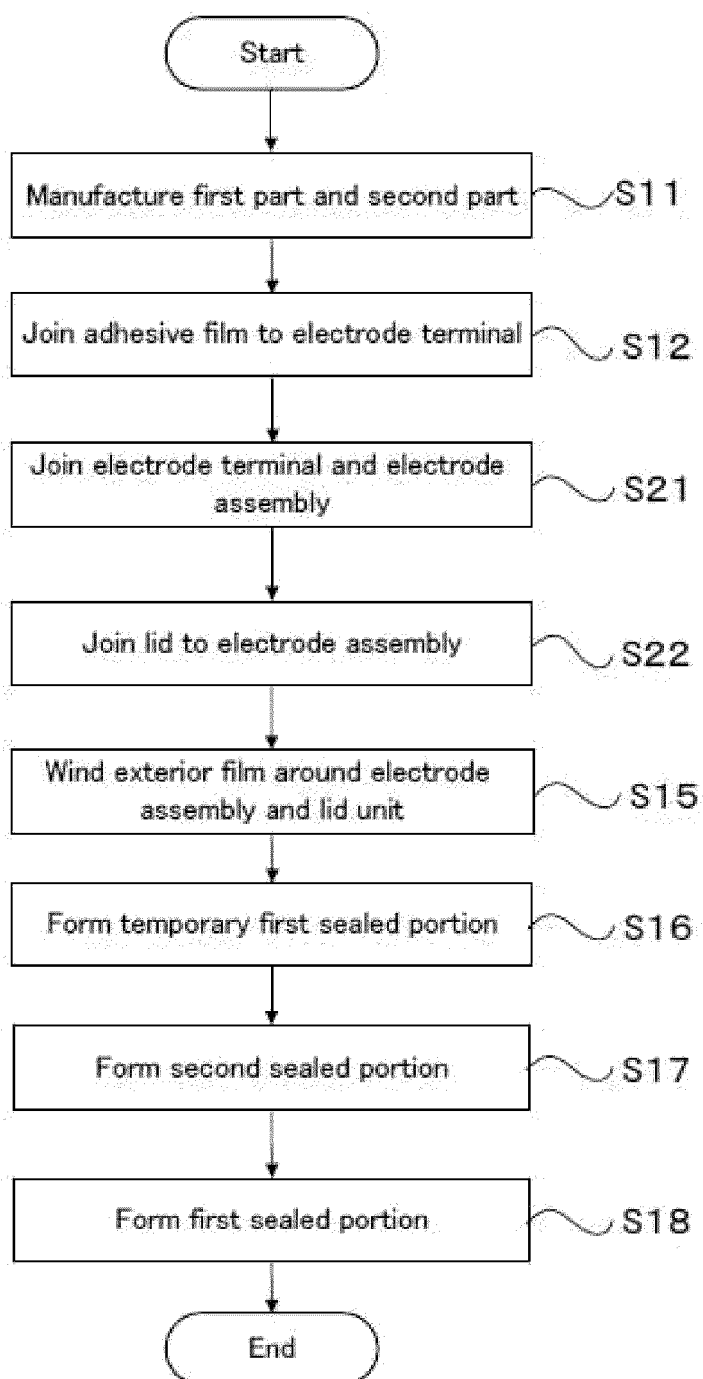 Start
Manufacture first part and second part
S11
Join adhesive film to electrode terminal
S12
Join electrode terminal and electrode
assembly
S21
Join lid to electrode assembly
S22
Wind exterior film around electrode
assembly and lid unit
S15
Form temporary first sealed portion
S16
Form second sealed portion
S17
Form first sealed portion
S18
End